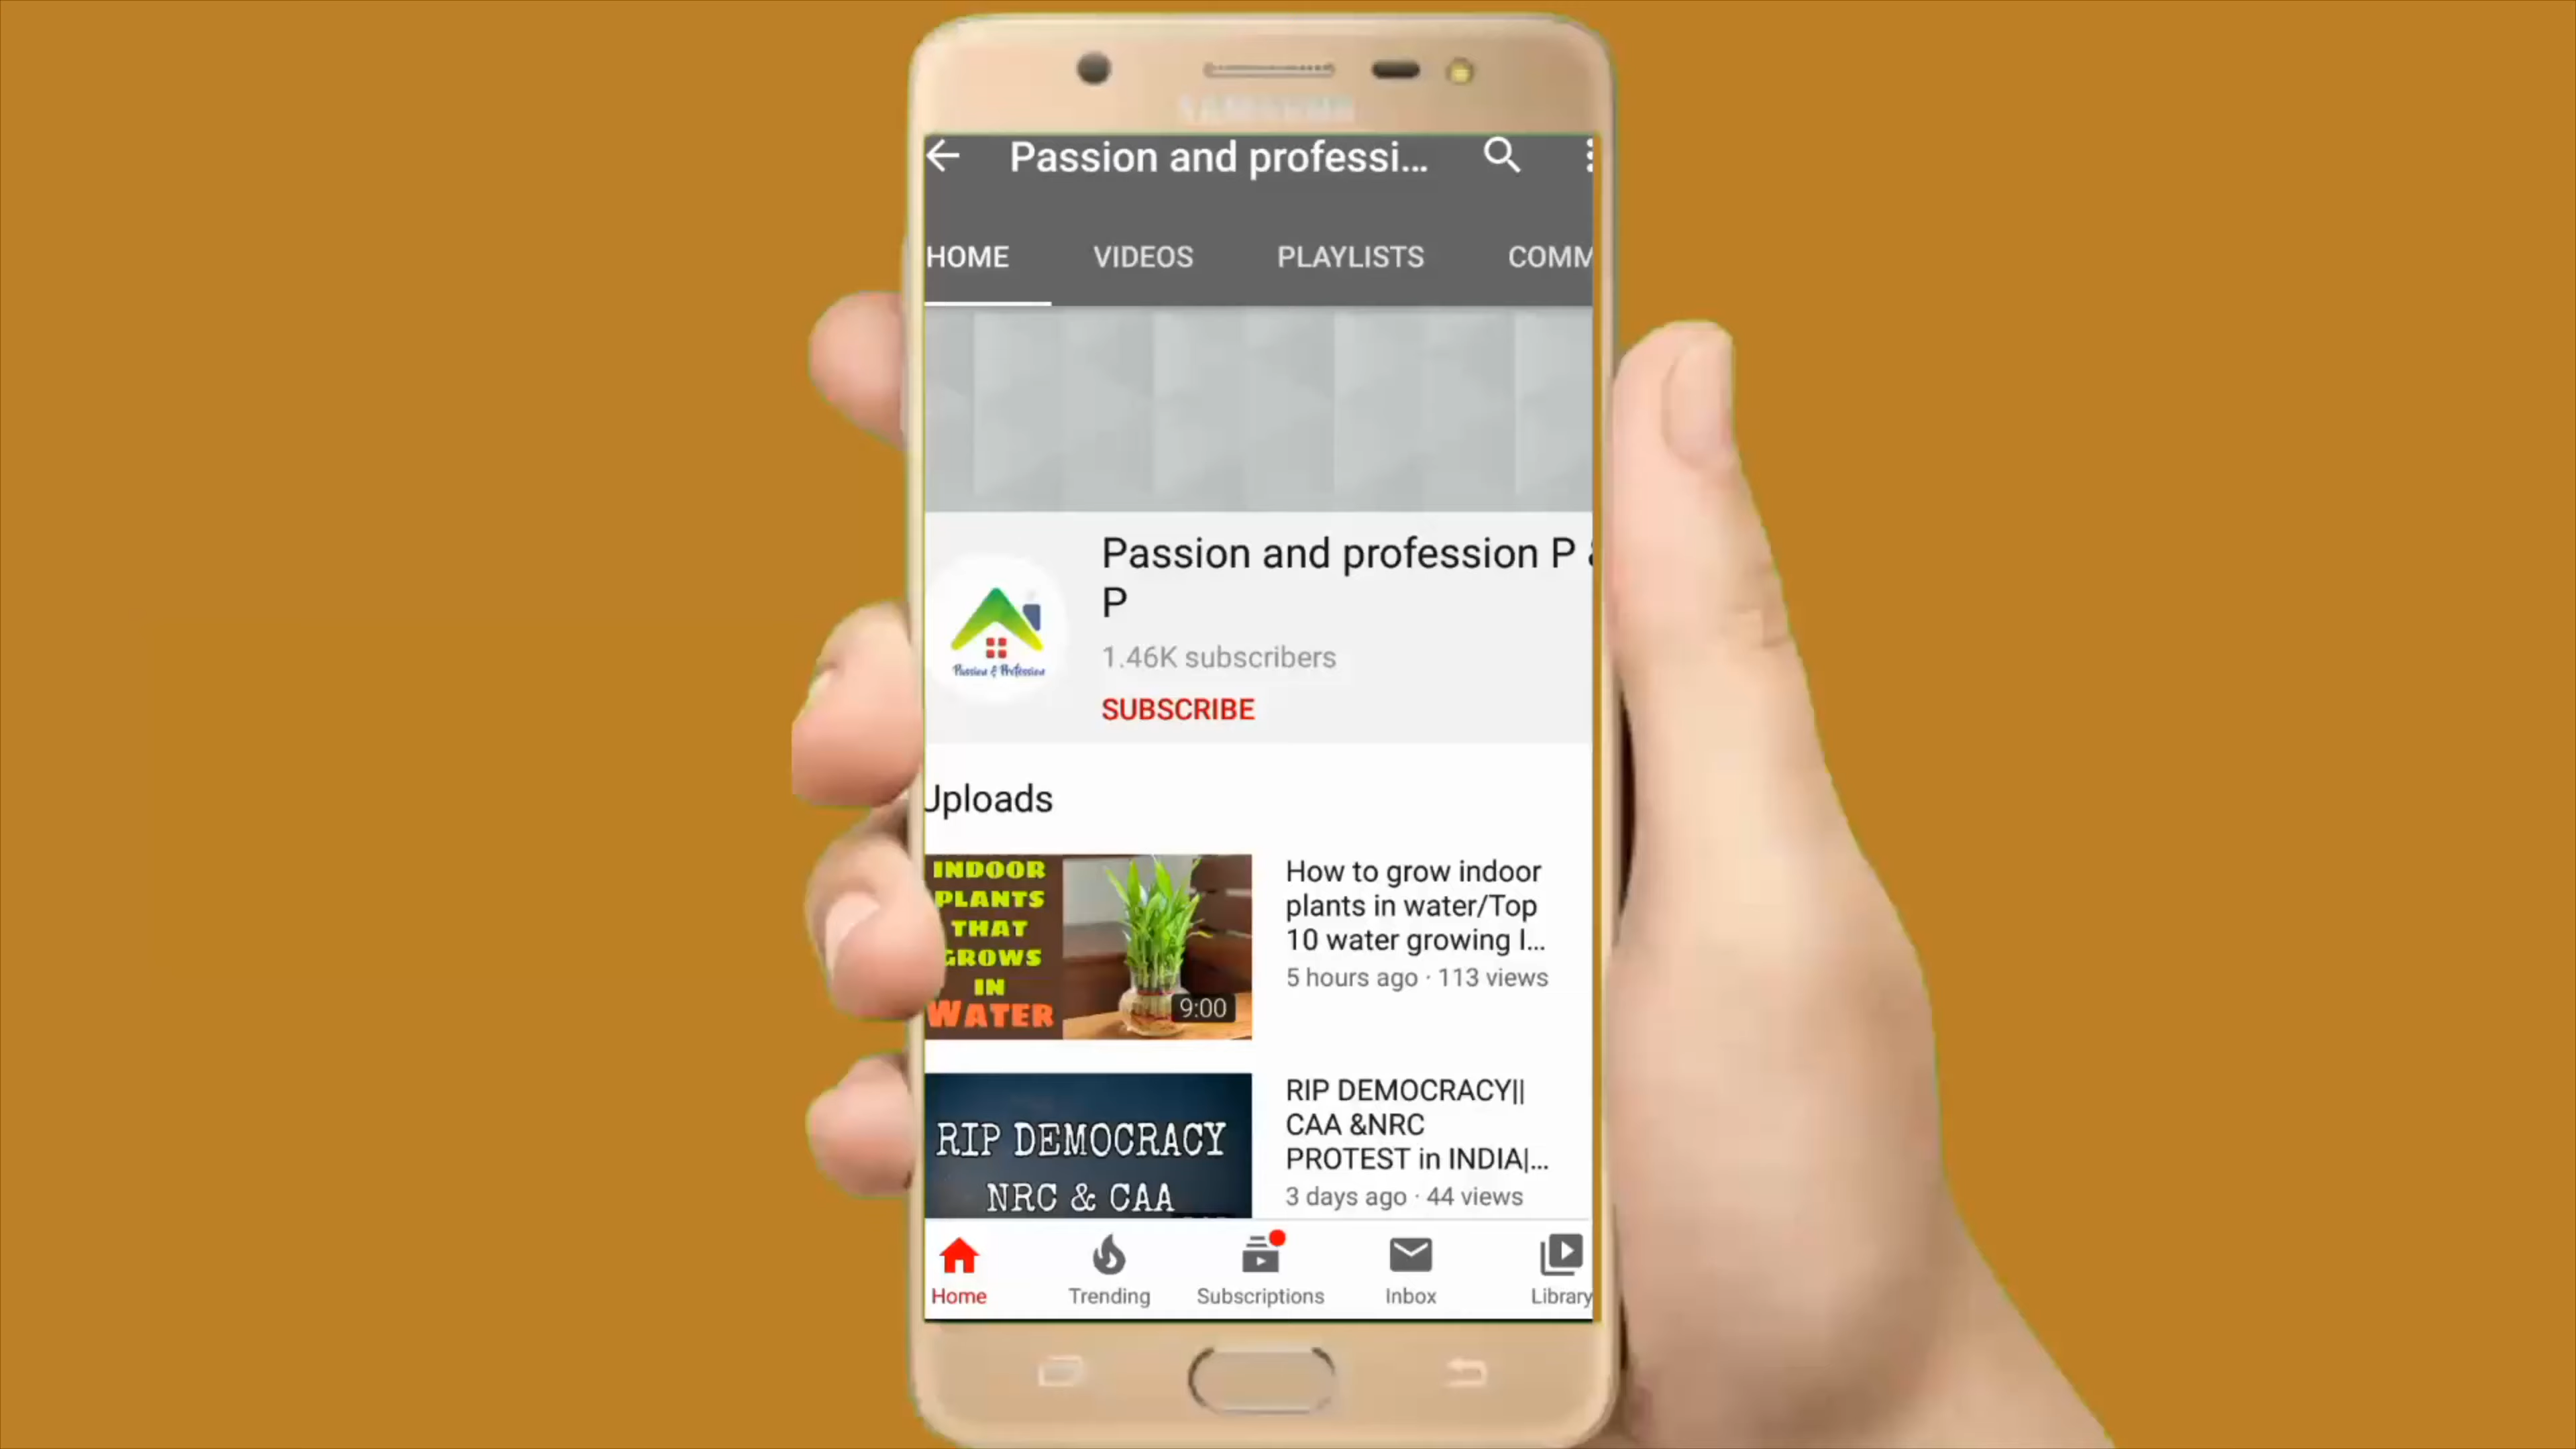 Passion and professi...
HOME VIDEOS PLAYLISTS COMM
Passion and profession P &
P
1.46K subscribers
SUBSCRIBE
Passion & Profession
Uploads
INDOOR
PLANTS
THAT
GROWS
IN
WATER
9:00
How to grow indoor
plants in water/Top
10 water growing I...
5 hours ago · 113 views
RIP DEMOCRACY
NRC & CAA
RIP DEMOCRACY||
CAA &NRC
PROTEST in INDIA|...
3 days ago · 44 views
Home Trending Subscriptions Inbox Library